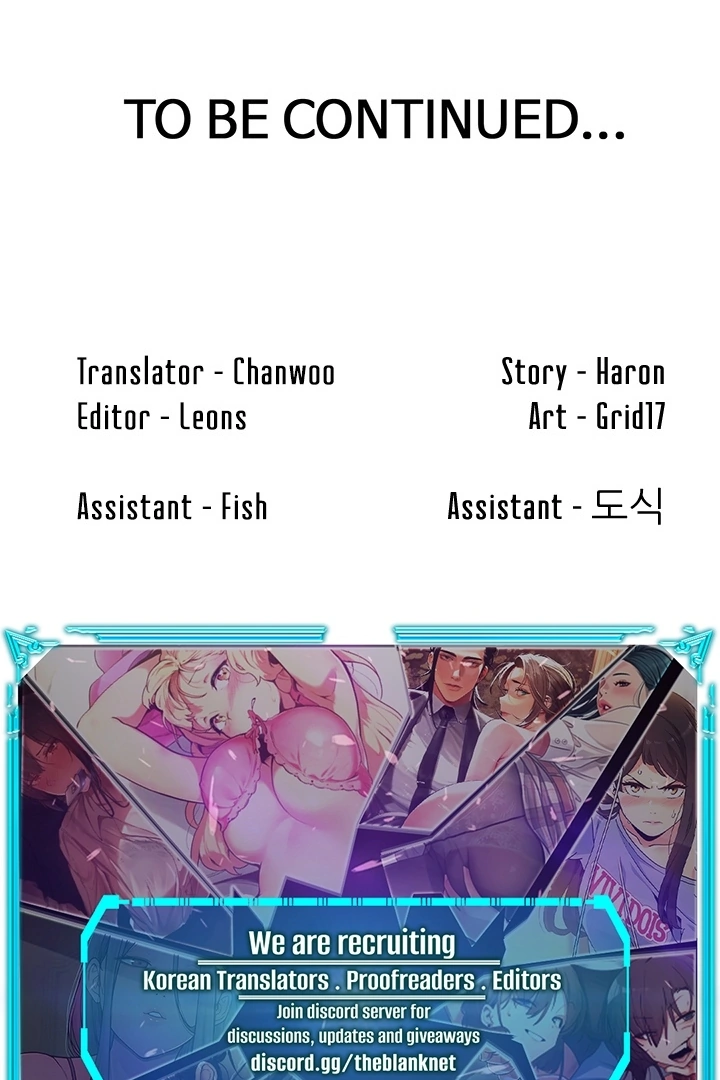 TO BE CONTINUED...
Translator - Chanwoo
Editor - Leons
Assistant - Fish
Story - Haron
Art - Grid17
Assistant - 도식
VIVADOTS
We are recruiting
Korean Translators . Proofreaders . Editors
Join discord server for
discussions, updates and giveaways
discord.gg/theblanknet